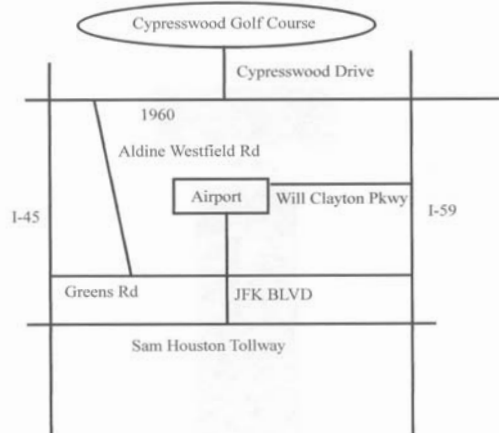 Cypresswood Golf Course
Cypresswood Drive
1960
Aldine Westfield Rd
Airport
Will Clayton Pkwy
I-45
I-59
Greens Rd
JFK BLVD
Sam Houston Tollway